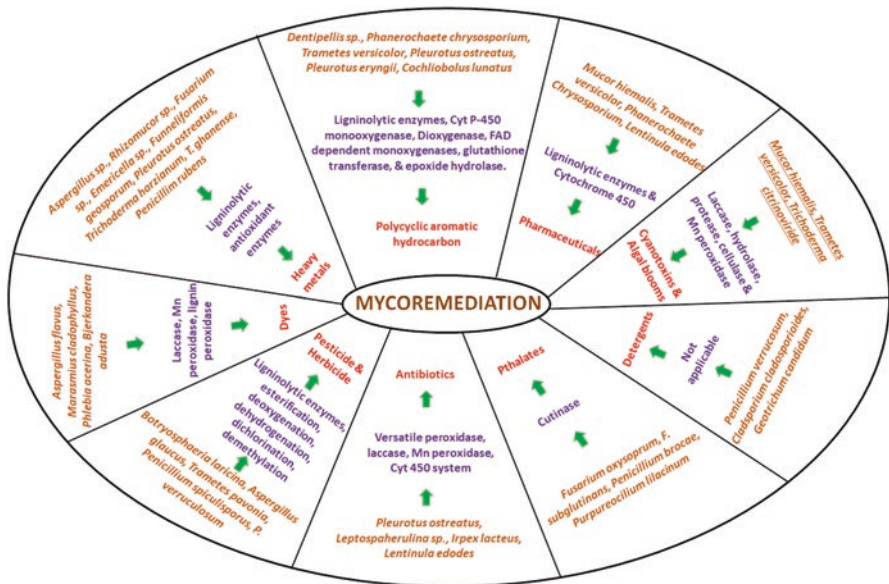 Dentipellis sp., Phanerochaete chrysosporium,
Trametes versicolor, Pleurotus ostreatus,
Pleurotus eryngii, Cochliobolus lunatus
Ligninolytic enzymes, Cyt P-450
monooxygenase, Dioxygenase, FAD
dependent monoxygenases, glutathione
transferase, & epoxide hydrolase.
Polycyclic aromatic
hydrocarbon
Mucor hiemalis, Trametes
versicolor, Phanerochaete
Chrysosporium, Lentinula edodes
Ligninolytic enzymes &
Cytochrome 450
Pharmaceuticals
Mucor hiemallis, Trametes
versicolor, Trichoderma
citrinoviride
Laccase, hydrolase,
protease, cellulase &
Mn peroxidase
Cyanotoxins &
Algal blooms
Penicillium verrucosum,
Cladsporium cladosporioides,
Geotrichum candidum
Not
applicable
Detergents
Fusarium oxysoprum, F.
subglutinans, Penicillium brocae,
Purpureocilium lilacinum
Cutinase
Pthalates
Antibiotics
Versatile peroxidase,
laccase, Mn peroxidase,
Cyt 450 system
Pleurotus ostreatus,
Leptospaherulina sp., Irpex lacteus,
Lentinula edodes
Pesticide &
Herbicide
Ligninolytic enzymes,
esterification,
deoxygenation,
dehydrogenation,
dichlorination,
demethylation
Botryosphaeria laricina, Aspergillus
glaucus, Trametes pavonia,
Penicillium spiculisporus, P.
verruculosum
Aspergillus flavus,
Marasmius cladophyllus,
Phlebia acerina, Bjerkandera
adusta
Laccase, Mn
peroxidase, lignin
peroxidase
Dyes
Aspergillus sp., Rhizomucor sp., Fusarium
sp., Emericella sp., Funneliformis
geosporum, Pleurotus ostreatus,
Trichoderma harzianum, T. ghanense,
Penicillim rubens
Ligninolytic
enzymes,
antioxidant
enzymes
Heavy
metals
MYCOREMEDIATION